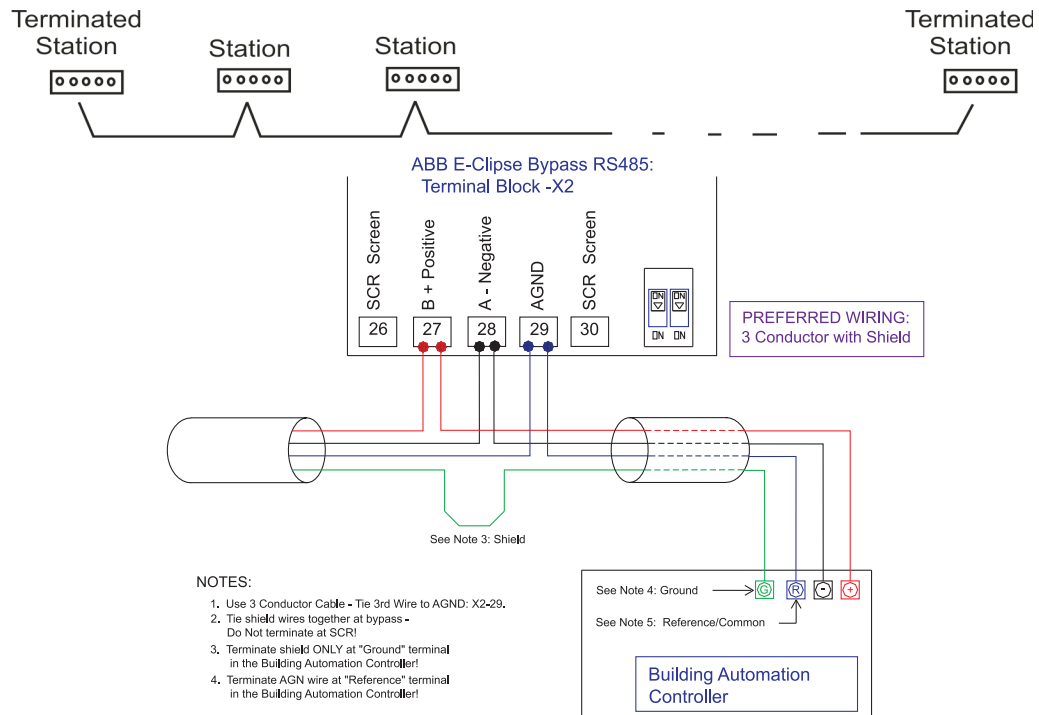 Terminated
Station
Station
Station
Terminated
Station
ABB E-Clipse Bypass RS485:
Terminal Block -X2
SCR Screen
B + Positive
A - Negative
AGND
SCR Screen
26
27
28
29
30
ON ON
ON ON
PREFERRED WIRING:
3 Conductor with Shield
See Note 3: Shield
NOTES:
1. Use 3 Conductor Cable - Tie 3rd Wire to AGND: X2-29.
2. Tie shield wires together at bypass -
Do Not terminate at SCR!
3. Terminate shield ONLY at "Ground" terminal
in the Building Automation Controller!
4. Terminate AGN wire at "Reference" terminal
in the Building Automation Controller!
See Note 4: Ground
G R - +
See Note 5: Reference/Common
Building Automation
Controller